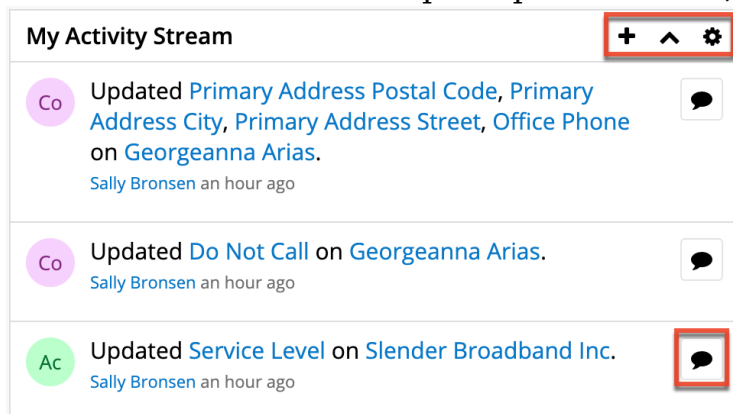 My Activity Stream
Co
Updated Primary Address Postal Code, Primary
Address City, Primary Address Street, Office Phone
on Georgeanna Arias.
Sally Bronsen an hour ago
Co
Updated Do Not Call on Georgeanna Arias.
Sally Bronsen an hour ago
Ac
Updated Service Level on Slender Broadband Inc.
Sally Bronsen an hour ago